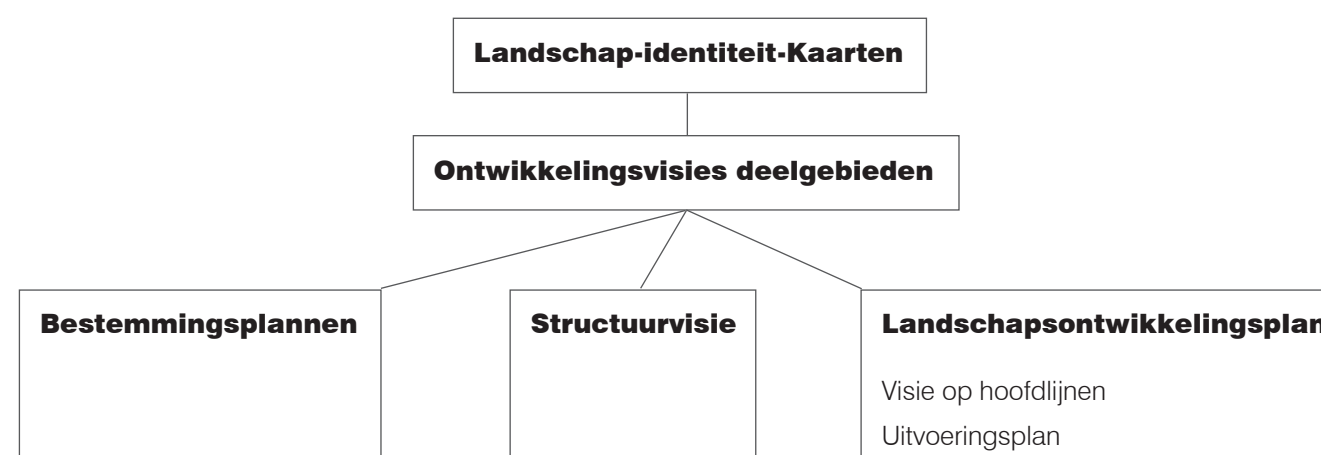 Landschap-identiteit-Kaarten
Ontwikkelingsvisies deelgebieden
Bestemmingsplannen
Structuurvisie
Landschapsontwikkelingsplan
Visie op hoofdlijnen
Uitvoeringsplan